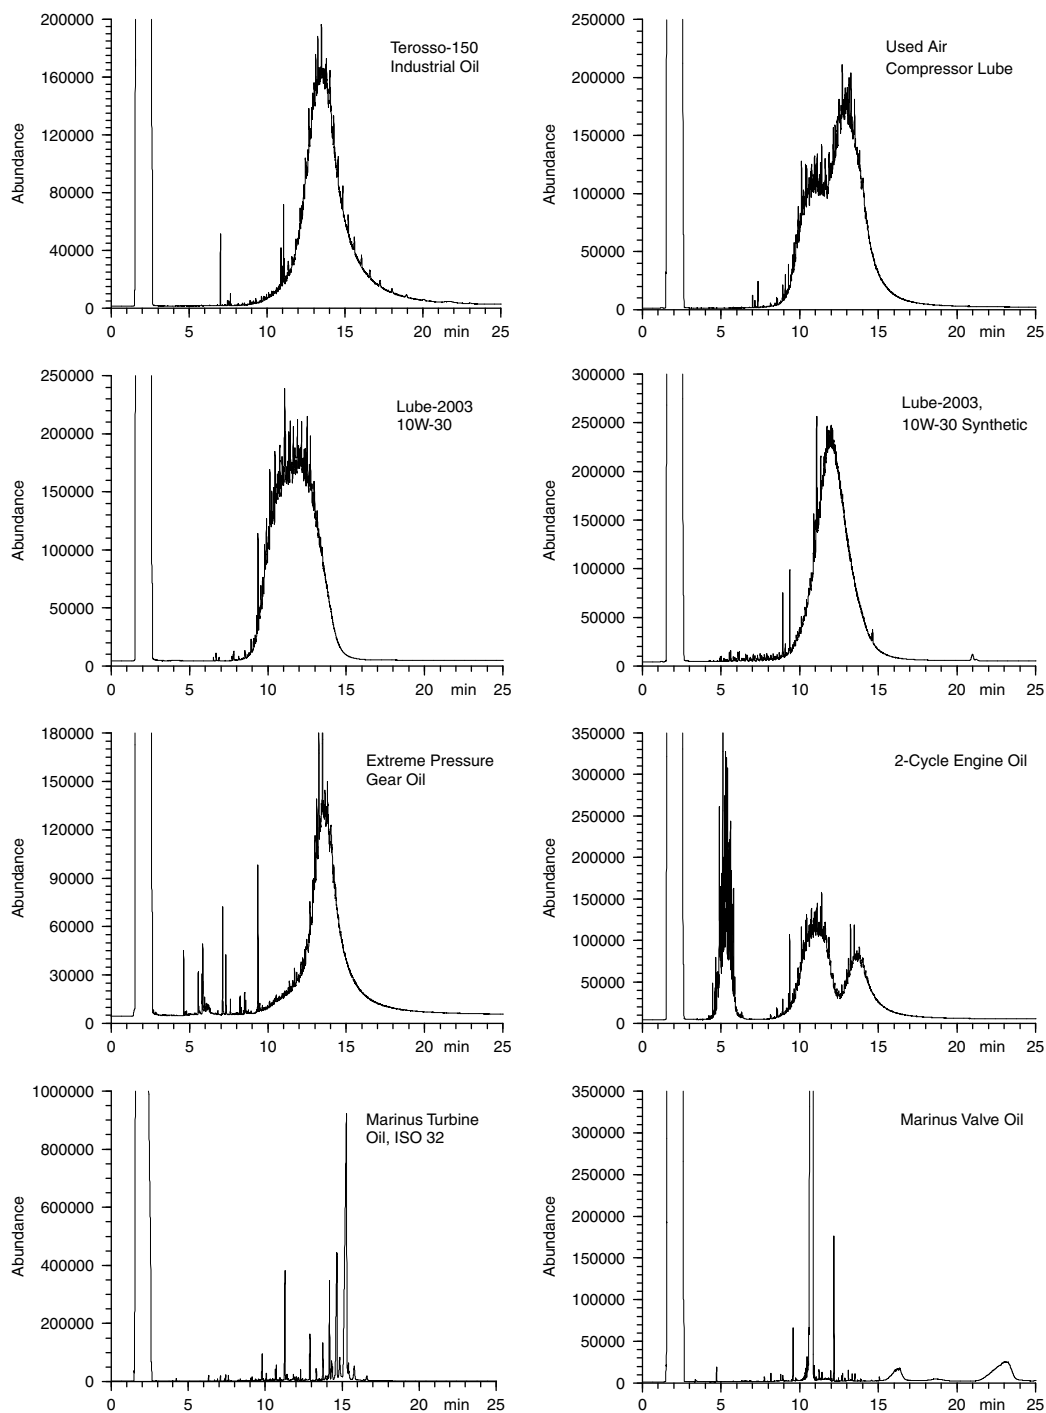 200000
160000
120000
80000
40000
0
Abundance
0 5 10 15 20 min 25
Terosso-150
Industrial Oil
250000
200000
150000
100000
50000
0
Abundance
0 5 10 15 20 min 25
Used Air
Compressor Lube
250000
200000
150000
100000
50000
0
Abundance
0 5 10 15 20 min 25
Lube-2003
10W-30
300000
250000
200000
150000
100000
50000
0
Abundance
0 5 10 15 20 min 25
Lube-2003,
10W-30 Synthetic
180000
150000
120000
90000
60000
30000
0
Abundance
0 5 10 15 20 min 25
Extreme Pressure
Gear Oil
350000
300000
250000
200000
150000
100000
50000
0
Abundance
0 5 10 15 20 min 25
2-Cycle Engine Oil
1000000
800000
600000
400000
200000
0
Abundance
0 5 10 15 20 min 25
Marinus Turbine
Oil, ISO 32
350000
300000
250000
200000
150000
100000
50000
0
Abundance
0 5 10 15 20 min 25
Marinus Valve Oil